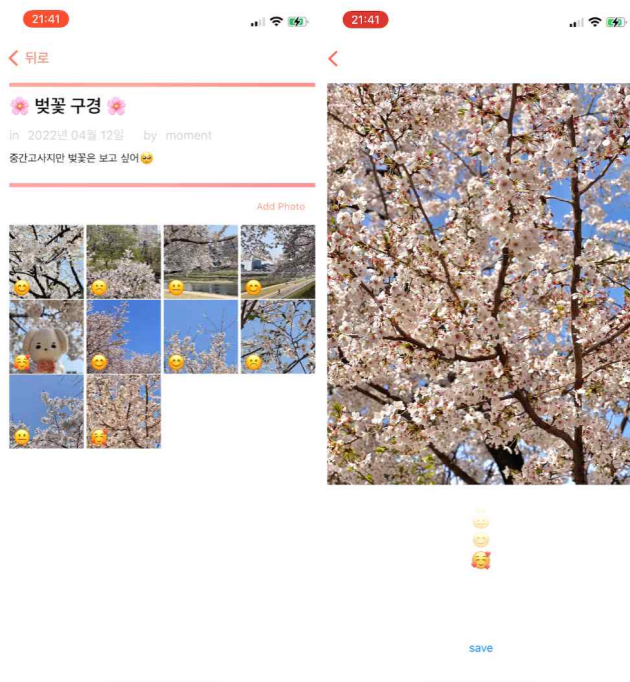 21:41
뒤로
🌸 벚꽃 구경 🌸
in 2022년 04월 12일 by moment
중간고사지만 벚꽃은 보고 싶어🥺
Add Photo
21:41
save